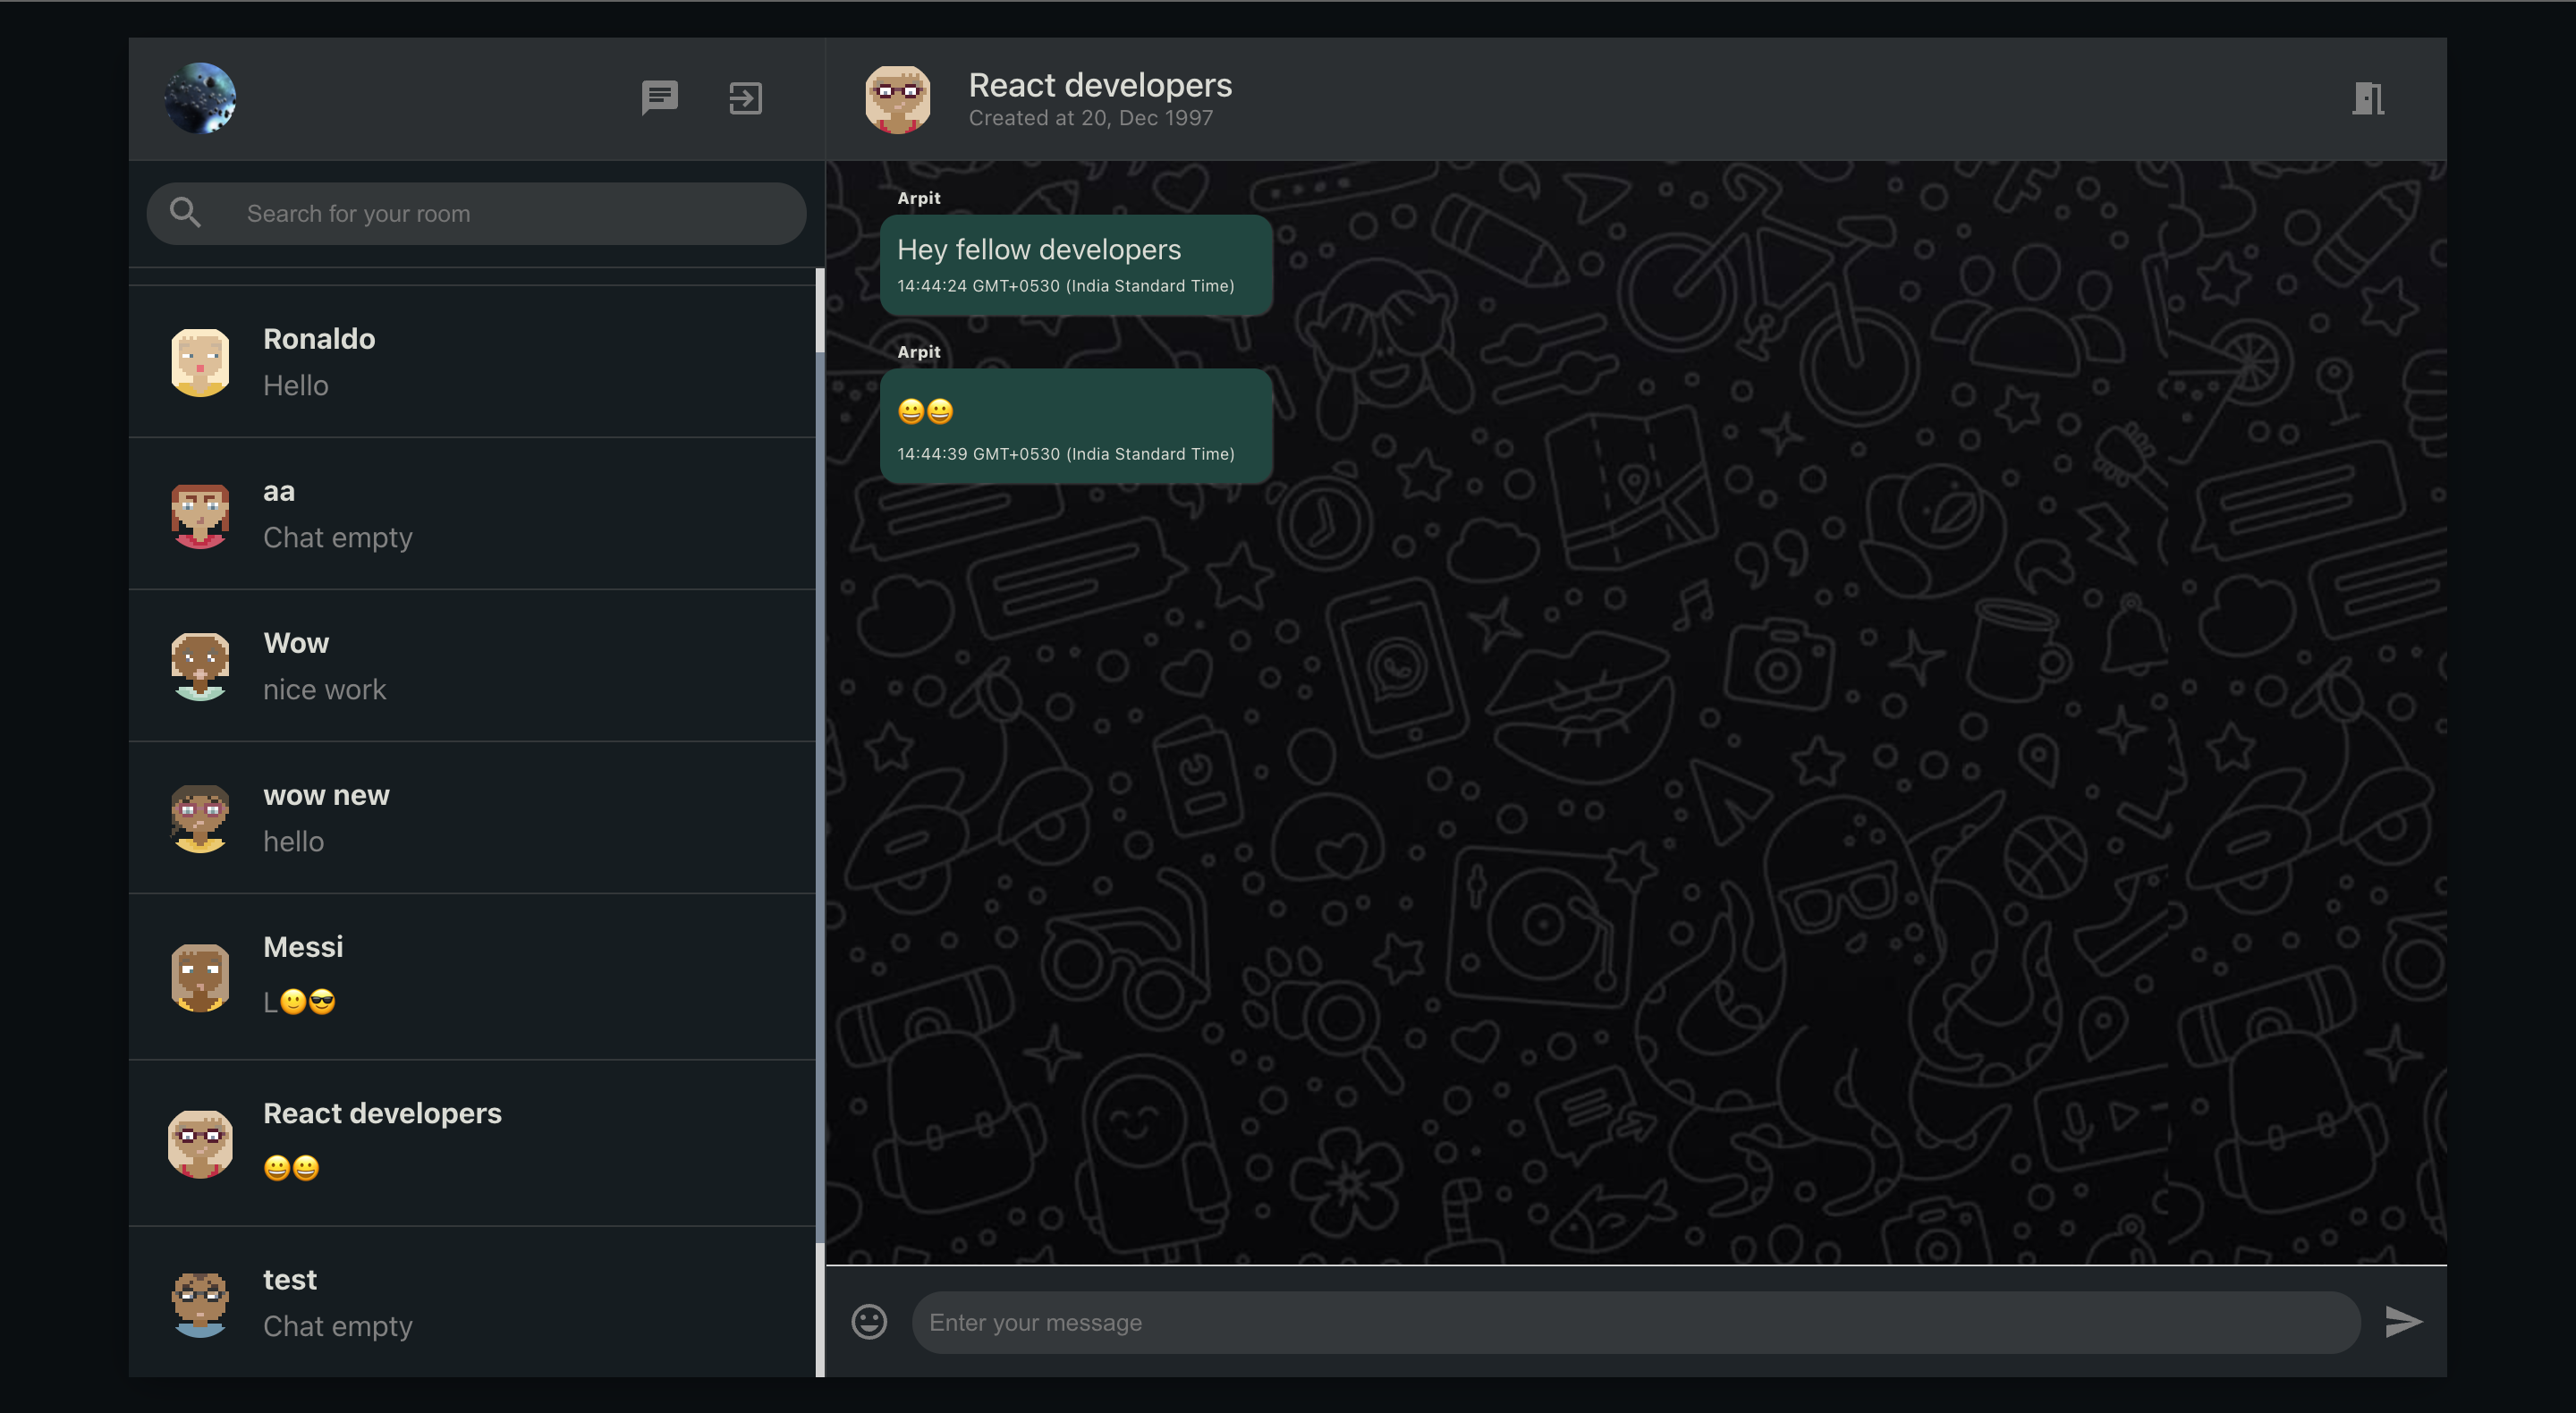 React developers
Created at 20, Dec 1997
Search for your room
Ronaldo
Hello
aa
Chat empty
Wow
nice work
wow new
hello
Messi
L🙂😎
React developers
😀😀
test
Chat empty
Arpit
Hey fellow developers
14:44:24 GMT+0530 (India Standard Time)
Arpit
😀😀
14:44:39 GMT+0530 (India Standard Time)
Enter your message